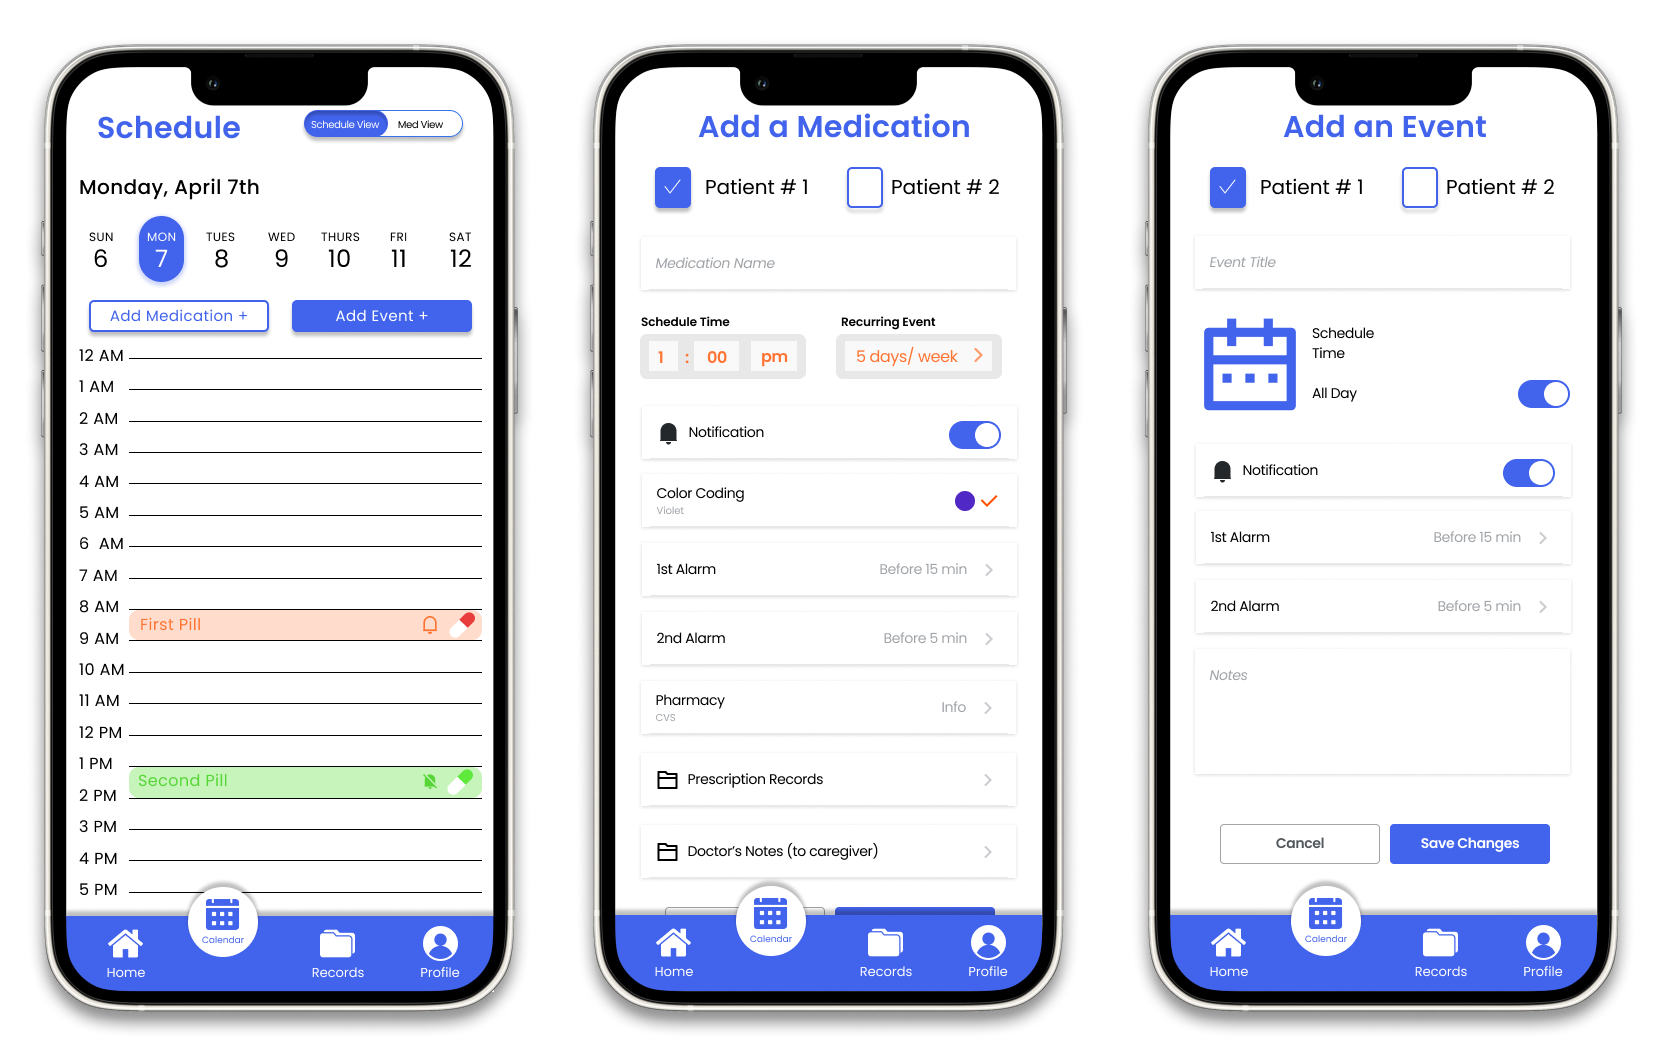 Schedule
Schedule View Med View
Monday, April 7th
SUN MON TUES WED THURS FRI SAT
6 7 8 9 10 11 12
Add Medication + Add Event +
12 AM
1 AM
2 AM
3 AM
4 AM
5 AM
6 AM
7 AM
8 AM
First Pill
9 AM
10 AM
11 AM
12 PM
1 PM
Second Pill
2 PM
3 PM
4 PM
5 PM
Home Calendar Records Profile
Add a Medication
Patient # 1 Patient # 2
Medication Name
Schedule Time Recurring Event
1 : 00 pm 5 days/ week
Notification
Color Coding
Violet
1st Alarm Before 15 min
2nd Alarm Before 5 min
Pharmacy Info
CVS
Prescription Records
Doctor's Notes (to caregiver)
Home Calendar Records Profile
Add an Event
Patient # 1 Patient # 2
Event Title
Schedule
Time
All Day
Notification
1st Alarm Before 15 min
2nd Alarm Before 5 min
Notes
Cancel Save Changes
Home Calendar Records Profile